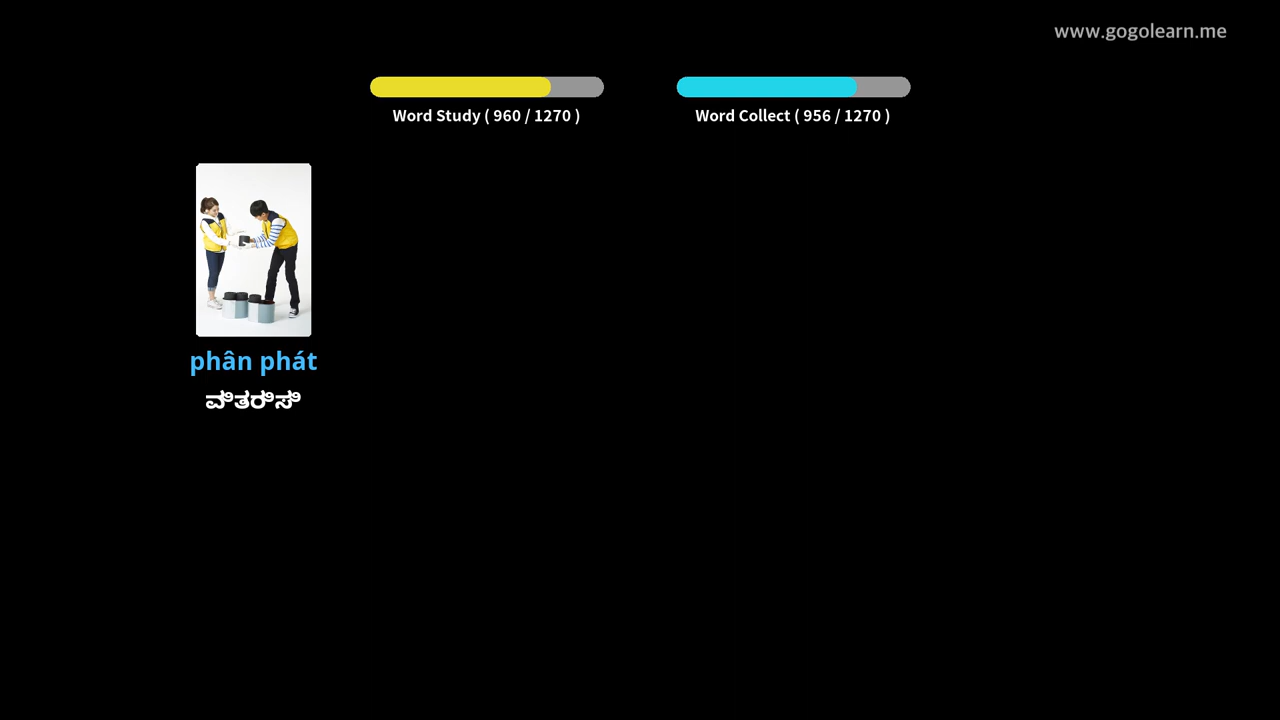 www.gogolearn.me
Word Study ( 960 / 1270 )
Word Collect ( 956 / 1270 )
phân phát
ವಿತರಿಸಿ